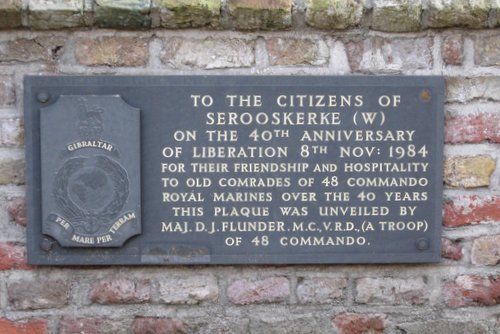 TO THE CITIZENS OF
SEROOSKERKE (W)
ON THE 40TH ANNIVERSARY
OF LIBERATION 8TH NOV: 1984
FOR THEIR FRIENDSHIP AND HOSPITALITY
TO OLD COMRADES OF 48 COMMANDO
ROYAL MARINES OVER THE 40 YEARS
THIS PLAQUE WAS UNVEILED BY
MAJ. D. J. FLUNDER. M.C., V.R.D., (A TROOP)
OF 48 COMMANDO.
GIBRALTAR
PER MARE PER TERRAM